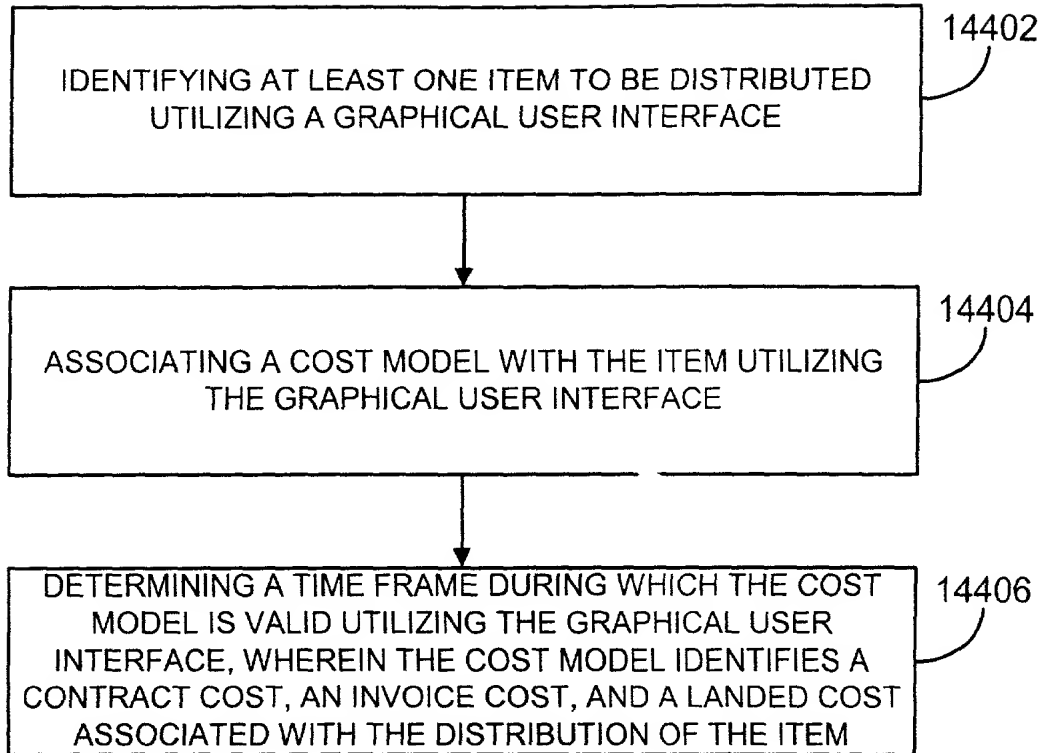 14402
IDENTIFYING AT LEAST ONE ITEM TO BE DISTRIBUTED
UTILIZING A GRAPHICAL USER INTERFACE
14404
ASSOCIATING A COST MODEL WITH THE ITEM UTILIZING
THE GRAPHICAL USER INTERFACE
14406
DETERMINING A TIME FRAME DURING WHICH THE COST
MODEL IS VALID UTILIZING THE GRAPHICAL USER
INTERFACE, WHEREIN THE COST MODEL IDENTIFIES A
CONTRACT COST, AN INVOICE COST, AND A LANDED COST
ASSOCIATED WITH THE DISTRIBUTION OF THE ITEM